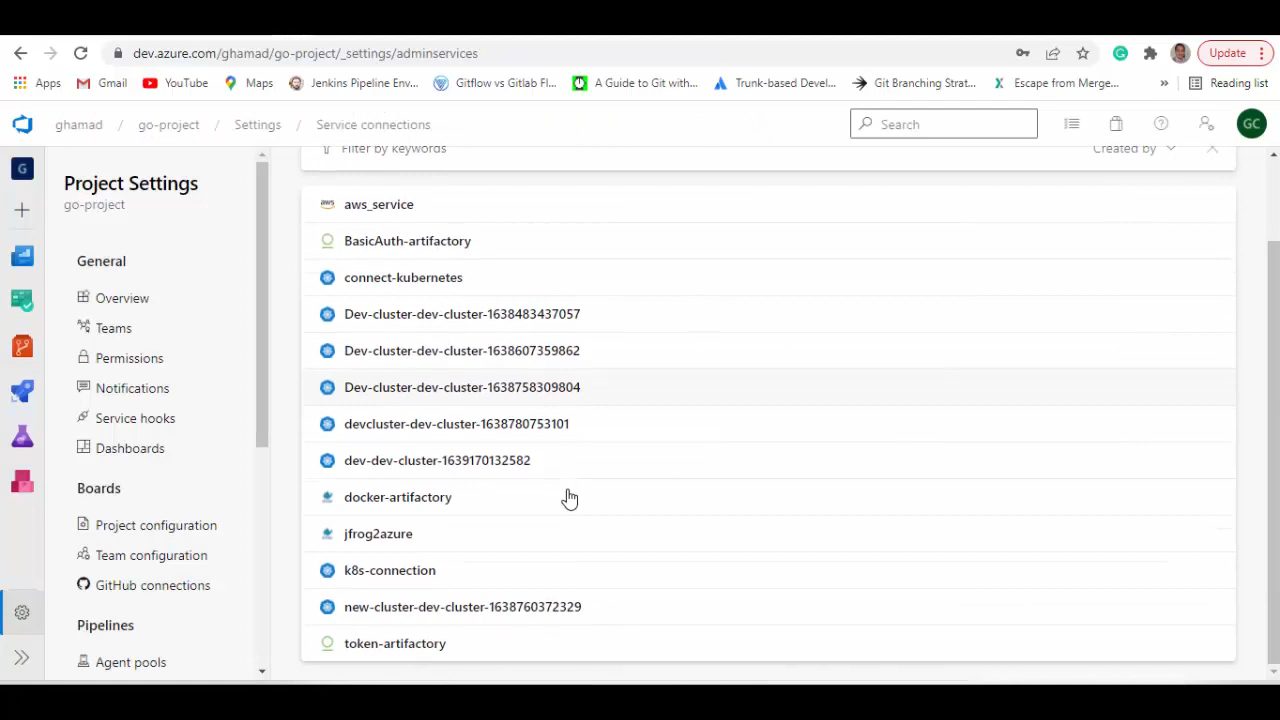 dev.azure.com/ghamad/go-project/_settings/adminservices
Update
Apps
Gmail
YouTube
Maps
Jenkins Pipeline Env...
Gitflow vs Gitlab Fl...
A Guide to Git with...
Trunk-based Devel...
Git Branching Strat...
Escape from Merge...
»
Reading list
ghamad / go-project / Settings / Service connections
Search
GC
G
Project Settings
go-project
General
Overview
Teams
Permissions
Notifications
Service hooks
Dashboards
Boards
Project configuration
Team configuration
GitHub connections
Pipelines
Agent pools
Filter by keywords
Created by
aws aws_service
BasicAuth-artifactory
connect-kubernetes
Dev-cluster-dev-cluster-1638483437057
Dev-cluster-dev-cluster-1638607359862
Dev-cluster-dev-cluster-1638758309804
devcluster-dev-cluster-1638780753101
dev-dev-cluster-1639170132582
docker-artifactory
jfrog2azure
k8s-connection
new-cluster-dev-cluster-1638760372329
token-artifactory